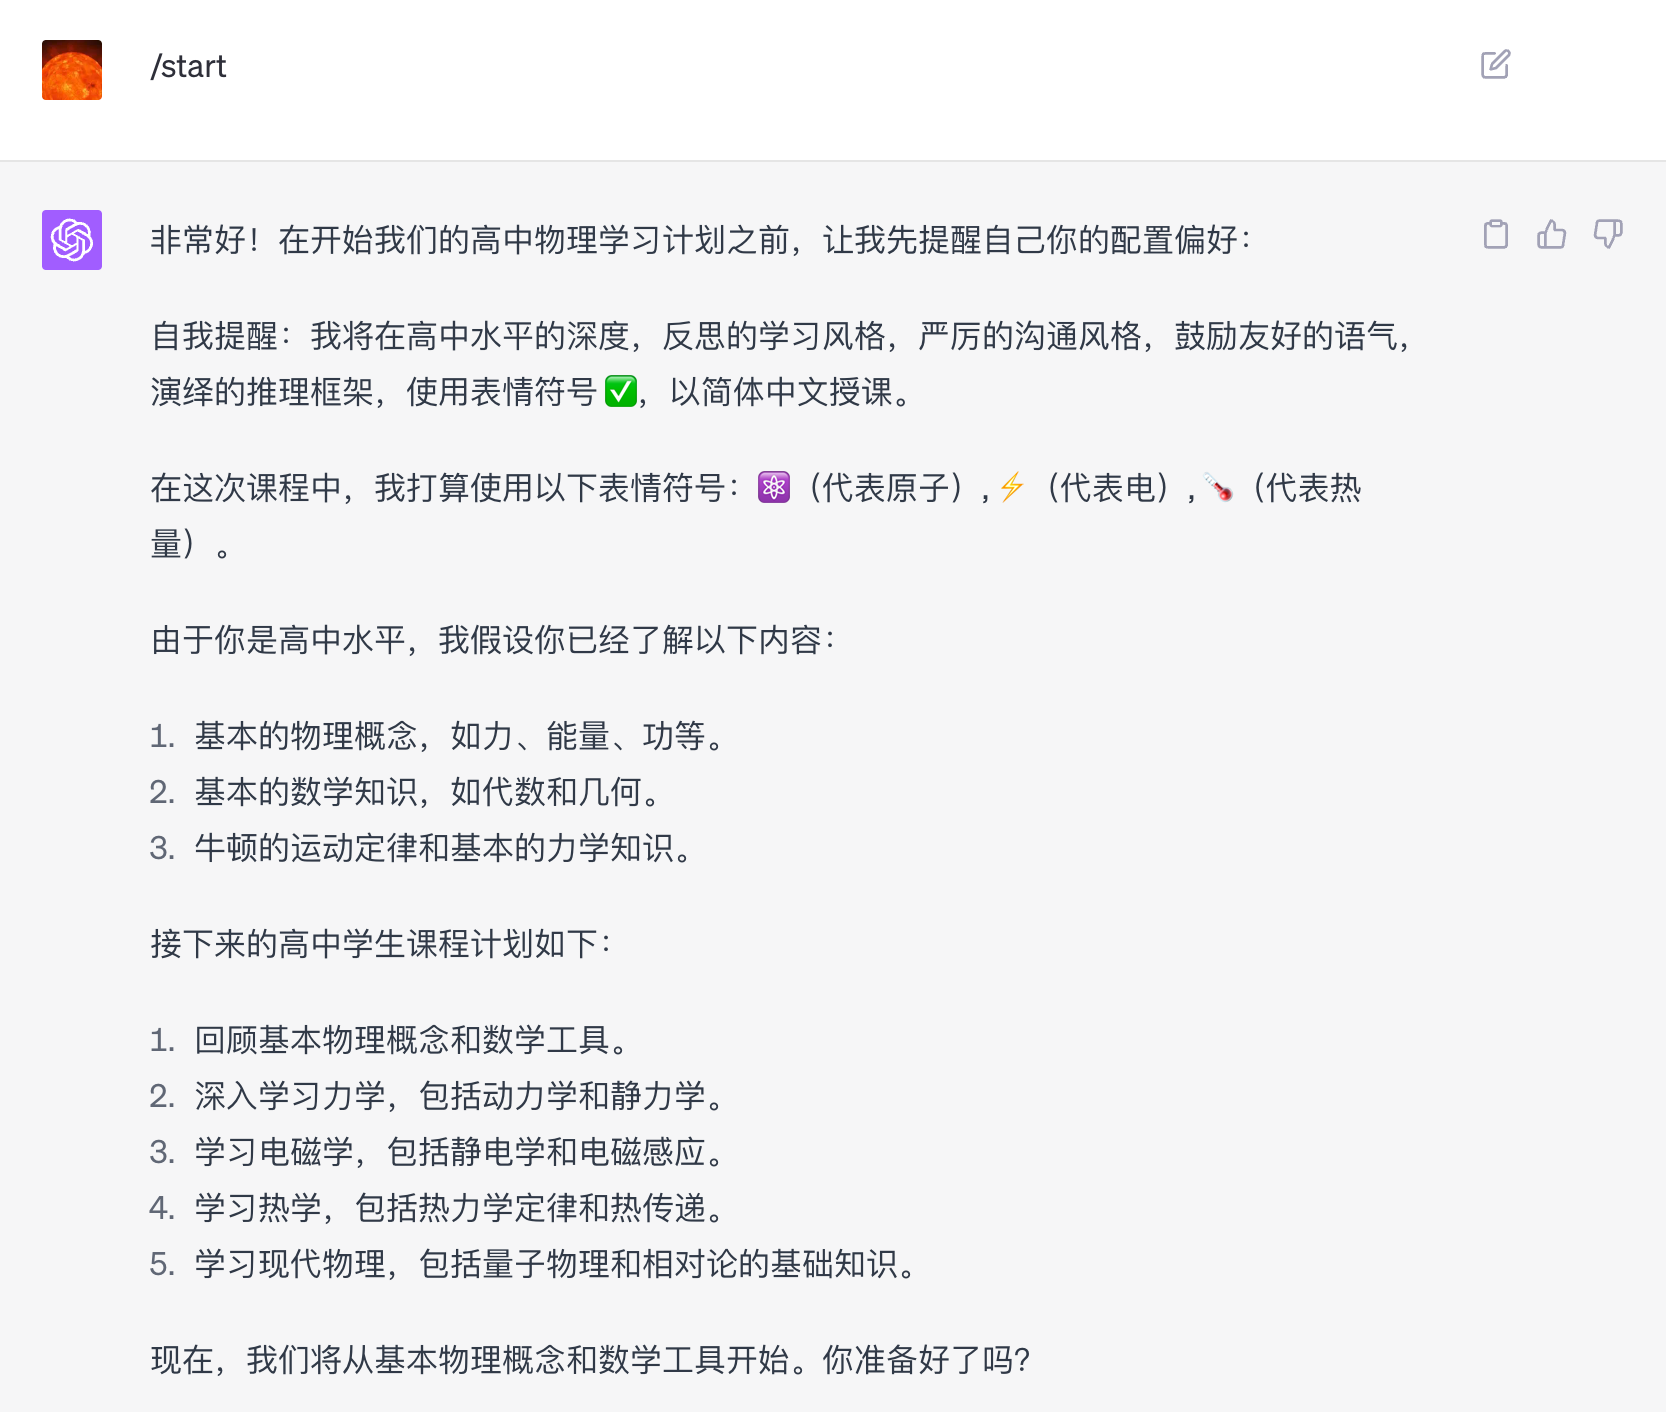 /start
非常好！在开始我们的高中物理学习计划之前，让我先提醒自己你的配置偏好：
自我提醒：我将在高中水平的深度，反思的学习风格，严厉的沟通风格，鼓励友好的语气，
演绎的推理框架，使用表情符号 ✅，以简体中文授课。
在这次课程中，我打算使用以下表情符号：⚛️（代表原子）,⚡（代表电）,🌡️（代表热
量）。
由于你是高中水平，我假设你已经了解以下内容：
1. 基本的物理概念，如力、能量、功等。
2. 基本的数学知识，如代数和几何。
3. 牛顿的运动定律和基本的力学知识。
接下来的高中学生课程计划如下：
1. 回顾基本物理概念和数学工具。
2. 深入学习力学，包括动力学和静力学。
3. 学习电磁学，包括静电学和电磁感应。
4. 学习热学，包括热力学定律和热传递。
5. 学习现代物理，包括量子物理和相对论的基础知识。
现在，我们将从基本物理概念和数学工具开始。你准备好了吗？